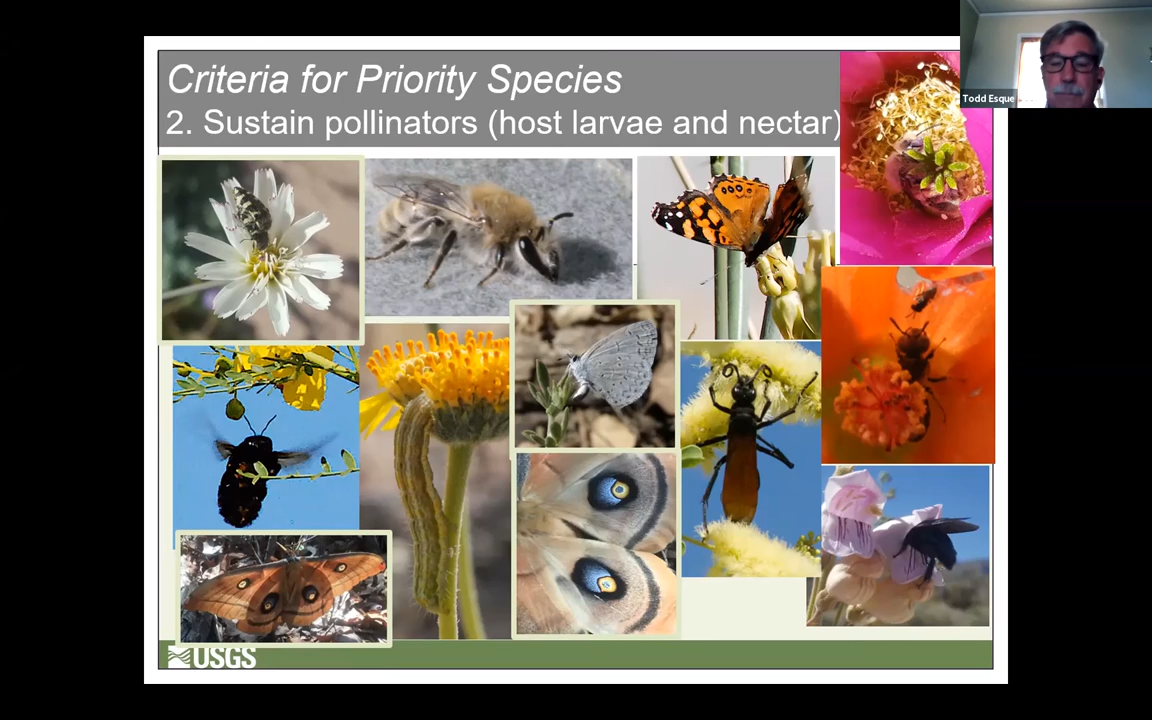 Criteria for Priority Species
2. Sustain pollinators (host larvae and nectar)
Todd Esque
USGS